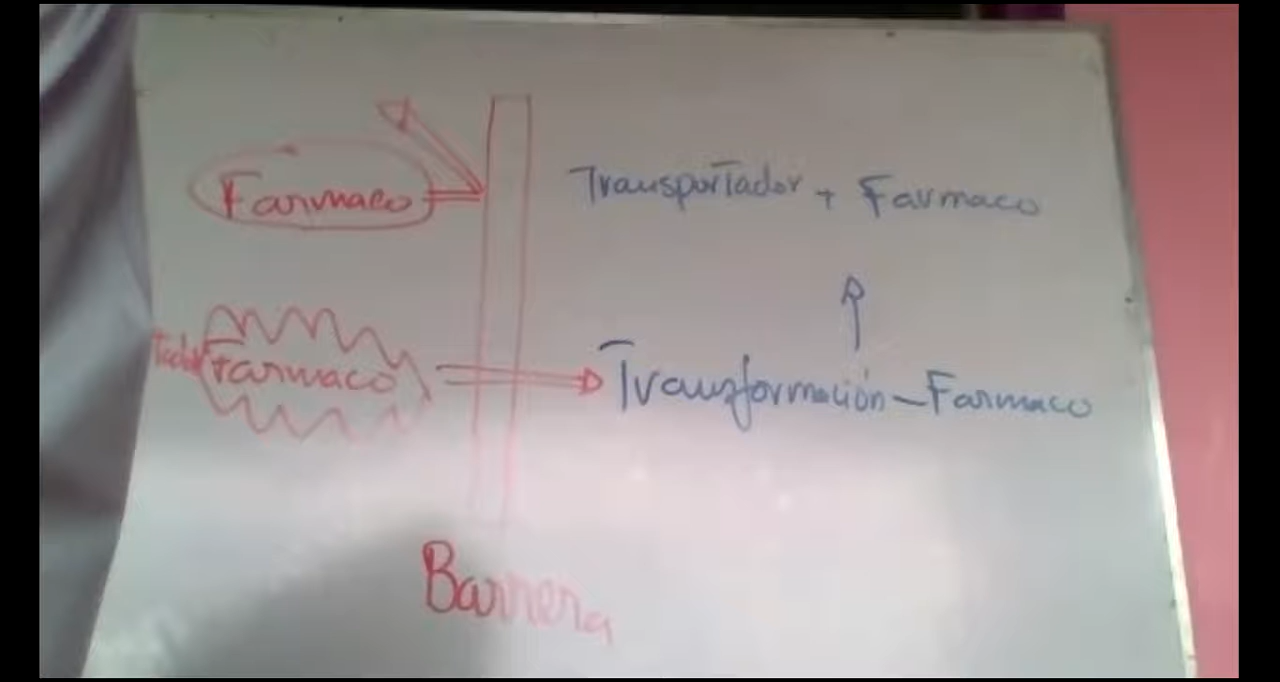 Farmaco
Transportador + Farmaco
Farmaco
Transformación - Farmaco
Barrera